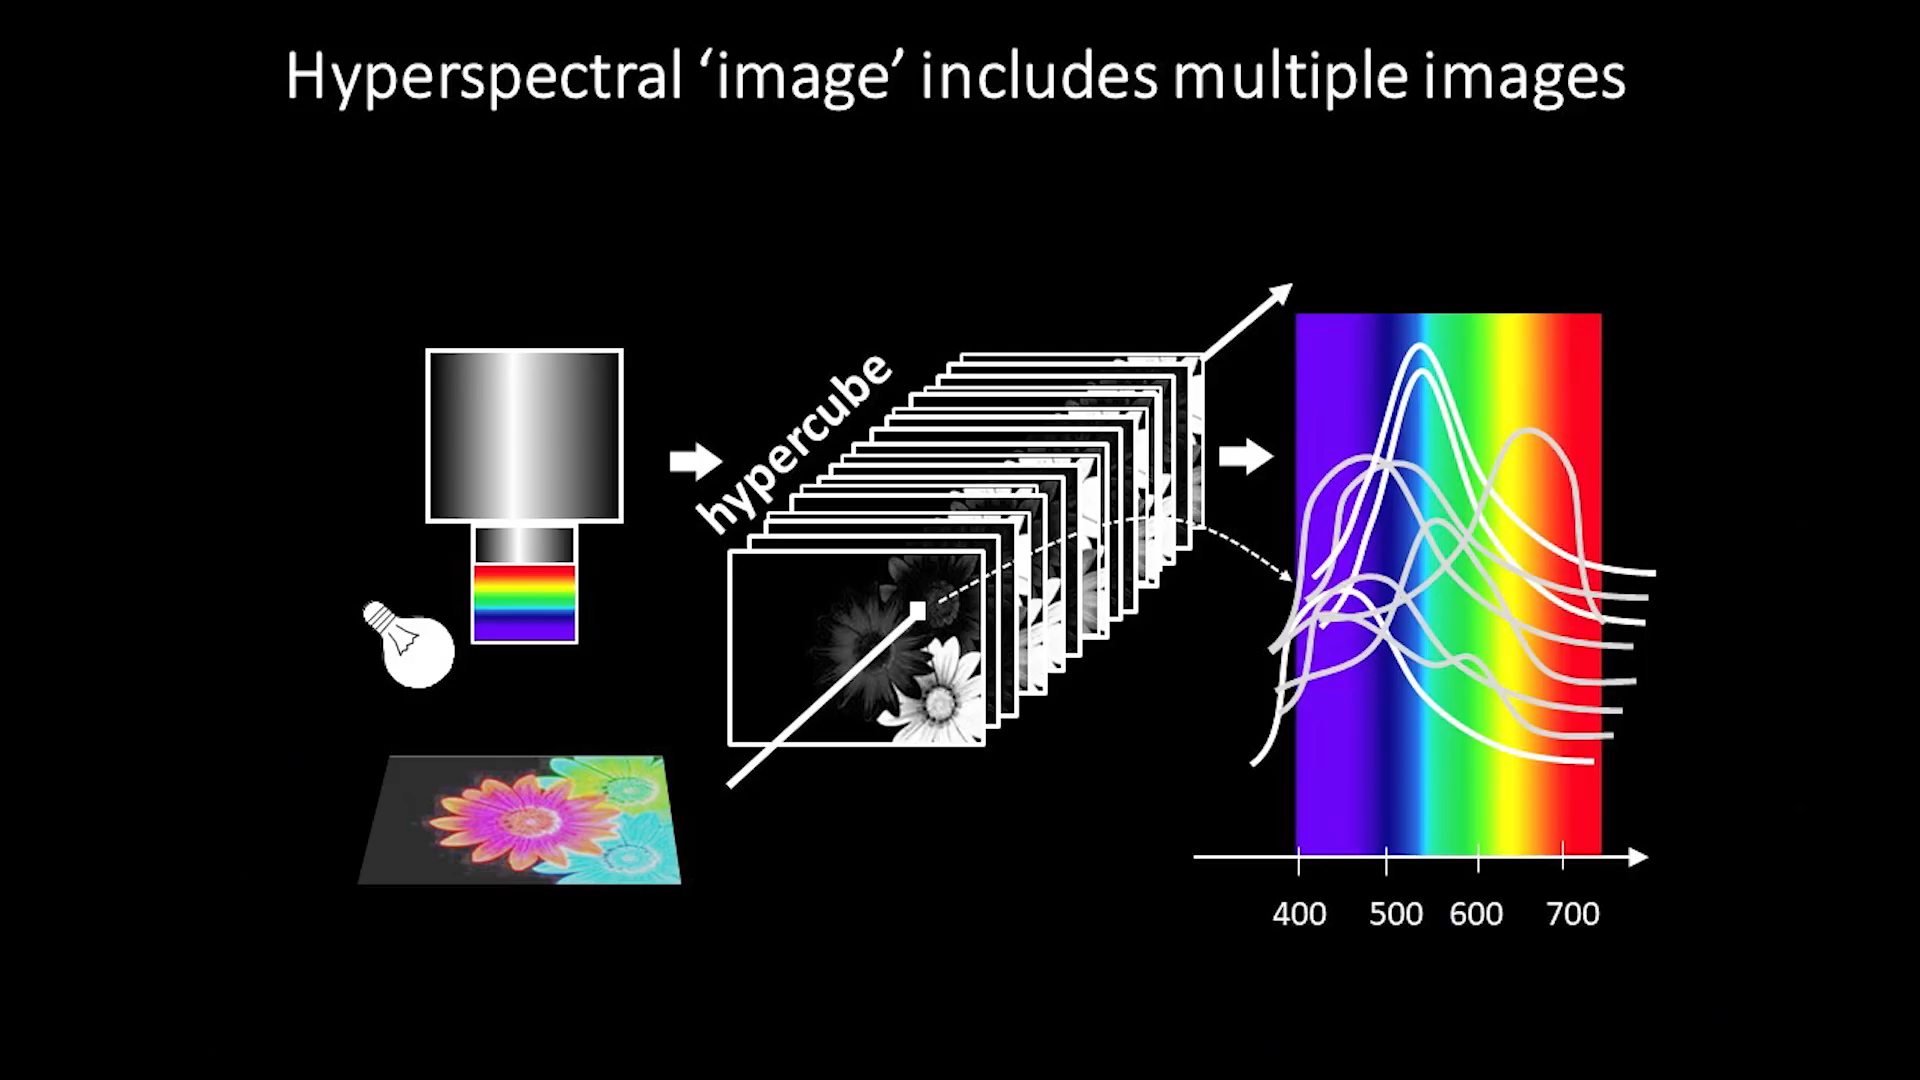 Hyperspectral ‘image’ includes multiple images
hypercube
400 500 600 700